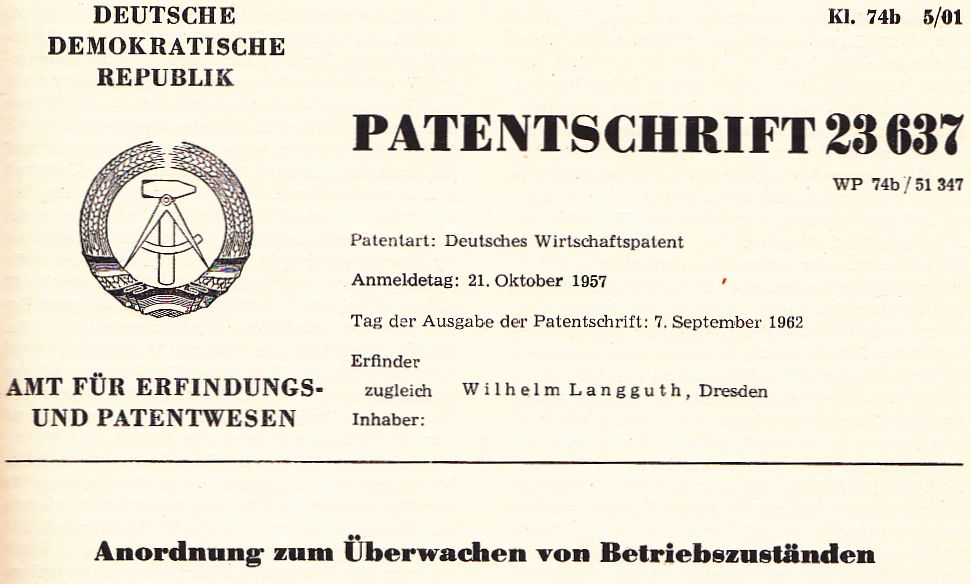 DEUTSCHE
DEMOKRATISCHE
REPUBLIK
Kl. 74b 5/01
PATENTSCHRIFT 23 637
WP 74b / 51 347
Patentart: Deutsches Wirtschaftspatent
Anmeldetag: 21. Oktober 1957
Tag der Ausgabe der Patentschrift: 7. September 1962
Erfinder
zugleich Wilhelm Langguth, Dresden
Inhaber:
AMT FÜR ERFINDUNGS-
UND PATENTWESEN
Anordnung zum Überwachen von Betriebszuständen